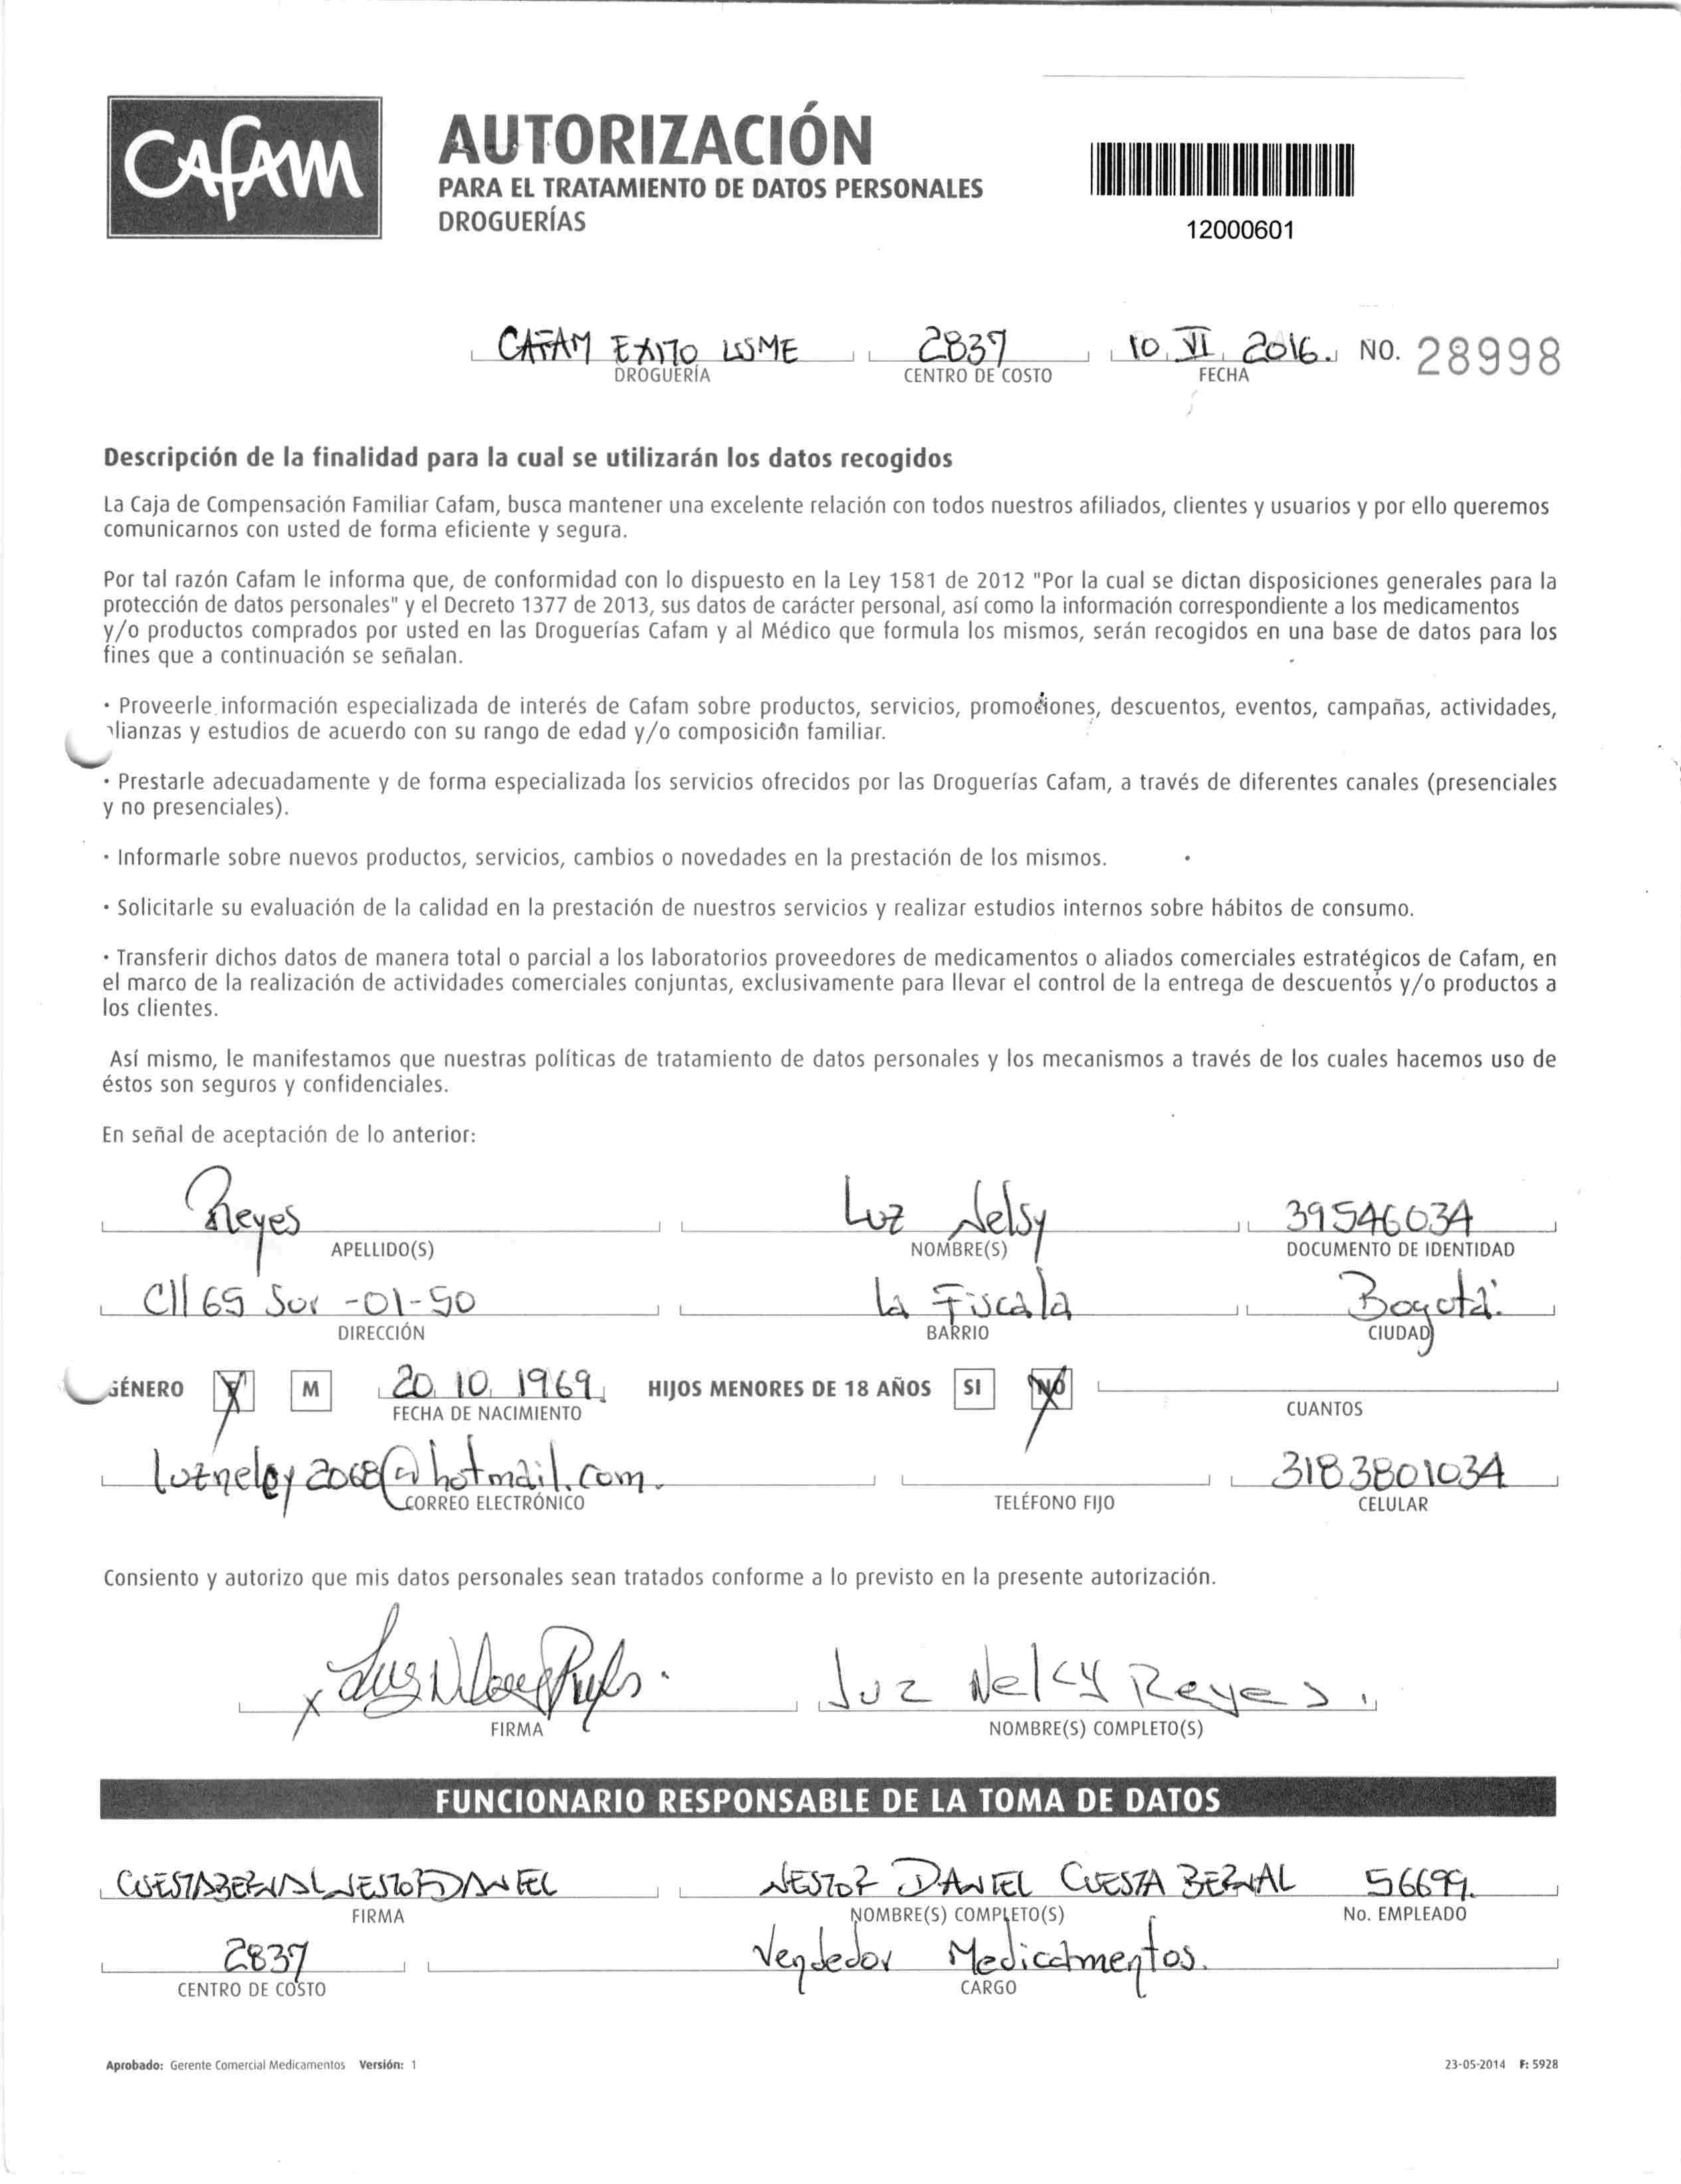 CAFAM
AUTORIZACIÓN
PARA EL TRATAMIENTO DE DATOS PERSONALES
DROGUERÍAS
12000601
CAFAM EXITO USME 2837 10 VI 2016. NO. 28998
DROGUERÍA CENTRO DE COSTO FECHA
Descripción de la finalidad para la cual se utilizarán los datos recogidos
La Caja de Compensación Familiar Cafam, busca mantener una excelente relación con todos nuestros afiliados, clientes y usuarios y por ello queremos
comunicarnos con usted de forma eficiente y segura.
Por tal razón Cafam le informa que, de conformidad con lo dispuesto en la Ley 1581 de 2012 "Por la cual se dictan disposiciones generales para la
protección de datos personales" y el Decreto 1377 de 2013, sus datos de carácter personal, así como la información correspondiente a los medicamentos
y/o productos comprados por usted en las Droguerías Cafam y al Médico que formula los mismos, serán recogidos en una base de datos para los
fines que a continuación se señalan.
· Proveerle información especializada de interés de Cafam sobre productos, servicios, promociones, descuentos, eventos, campañas, actividades,
alianzas y estudios de acuerdo con su rango de edad y/o composición familiar.
· Prestarle adecuadamente y de forma especializada los servicios ofrecidos por las Droguerías Cafam, a través de diferentes canales (presenciales
y no presenciales).
· Informarle sobre nuevos productos, servicios, cambios o novedades en la prestación de los mismos.
· Solicitarle su evaluación de la calidad en la prestación de nuestros servicios y realizar estudios internos sobre hábitos de consumo.
· Transferir dichos datos de manera total o parcial a los laboratorios proveedores de medicamentos o aliados comerciales estratégicos de Cafam, en
el marco de la realización de actividades comerciales conjuntas, exclusivamente para llevar el control de la entrega de descuentos y/o productos a
los clientes.
Así mismo, le manifestamos que nuestras políticas de tratamiento de datos personales y los mecanismos a través de los cuales hacemos uso de
éstos son seguros y confidenciales.
En señal de aceptación de lo anterior:
Reyes Luz Nelsy 39546034
APELLIDO(S) NOMBRE(S) DOCUMENTO DE IDENTIDAD
Cll 65 Sur -01-50 La Fiscala Bogotá.
DIRECCIÓN BARRIO CIUDAD
GÉNERO F M 20 10 1969 HIJOS MENORES DE 18 AÑOS SI NO
FECHA DE NACIMIENTO CUANTOS
@hotmail.com. 3183801034
CORREO ELECTRÓNICO TELÉFONO FIJO CELULAR
Consiento y autorizo que mis datos personales sean tratados conforme a lo previsto en la presente autorización.
X Luz Nelcy Reyes.
FIRMA NOMBRE(S) COMPLETO(S)
FUNCIONARIO RESPONSABLE DE LA TOMA DE DATOS
CUESTA BERNAL NESTOR DANIEL NESTOR DANIEL CUESTA BERNAL 56699.
FIRMA NOMBRE(S) COMPLETO(S) No. EMPLEADO
2837 Vendedor Medicamentos.
CENTRO DE COSTO CARGO
Aprobado: Gerente Comercial Medicamentos Versión: 1 23-05-2014 F: 5928